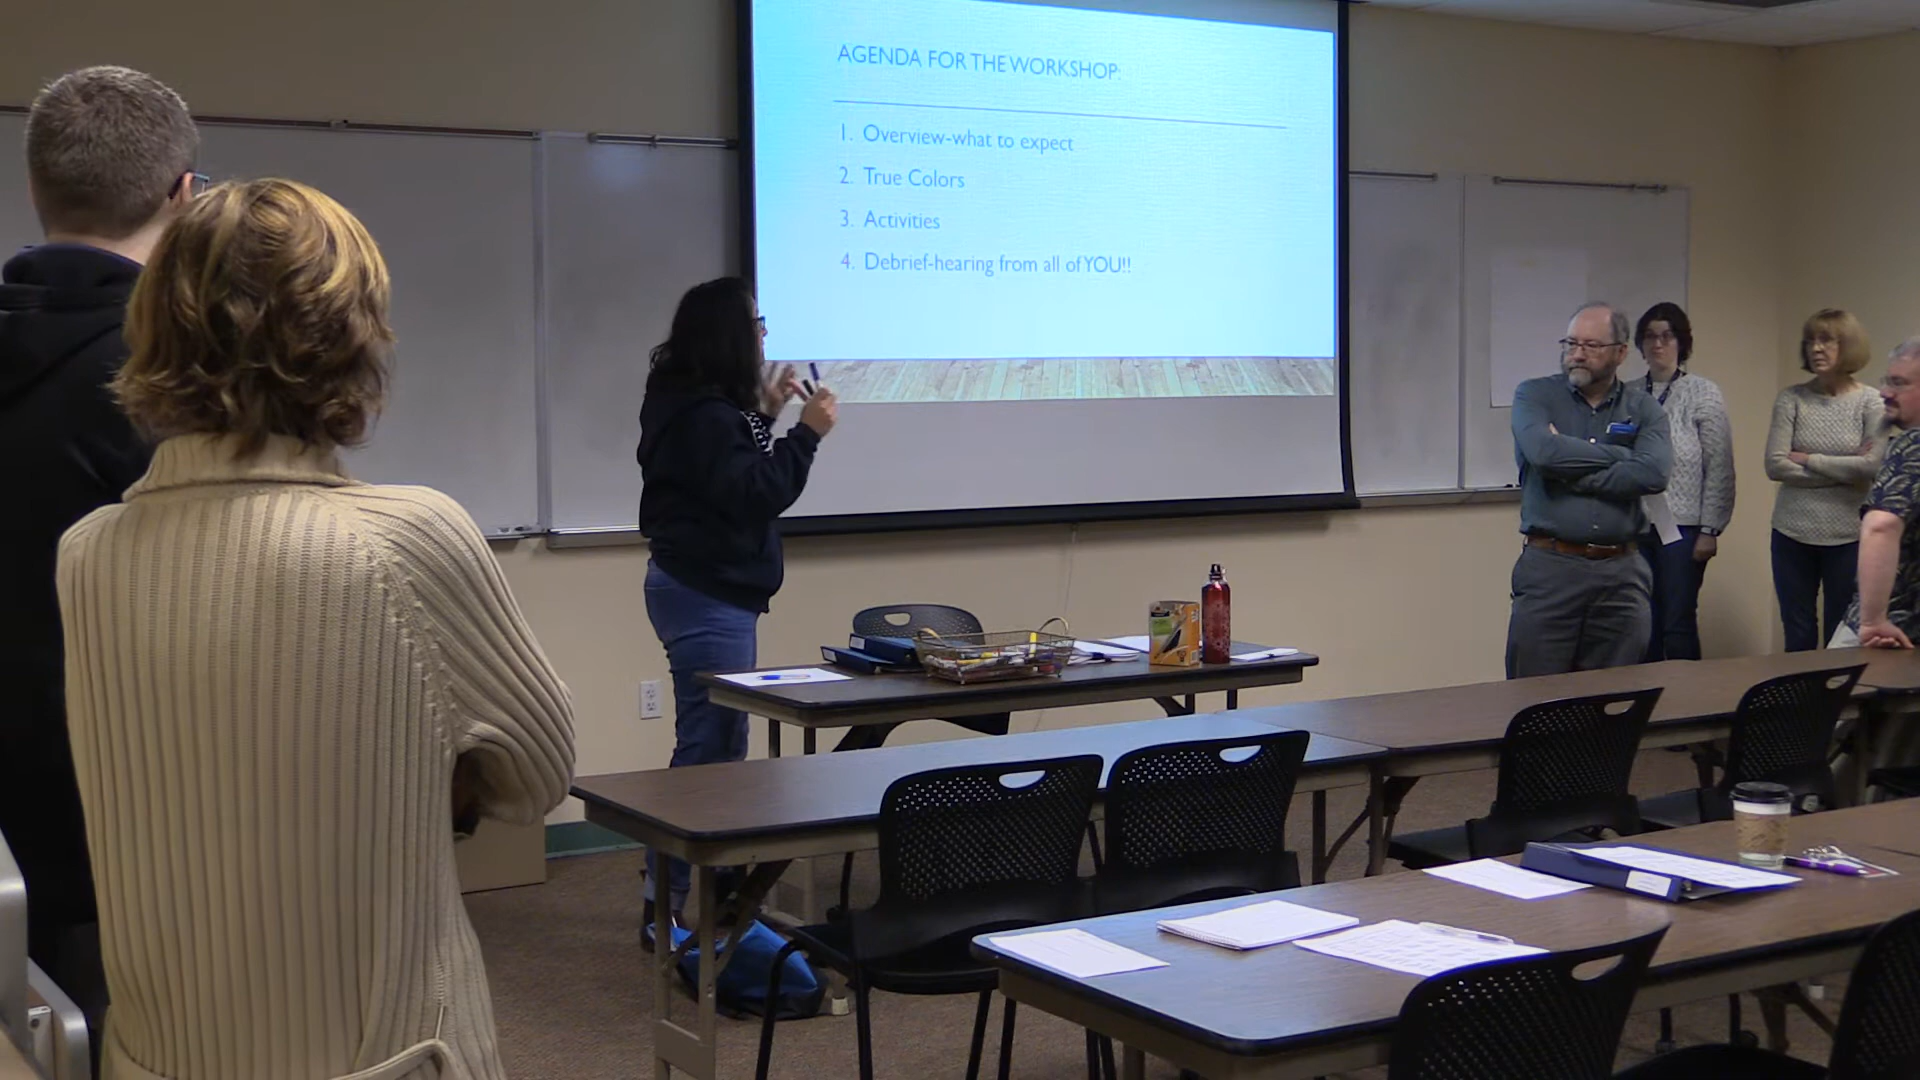 AGENDA FOR THE WORKSHOP:
1. Overview-what to expect
2. True Colors
3. Activities
4. Debrief-hearing from all of YOU!!